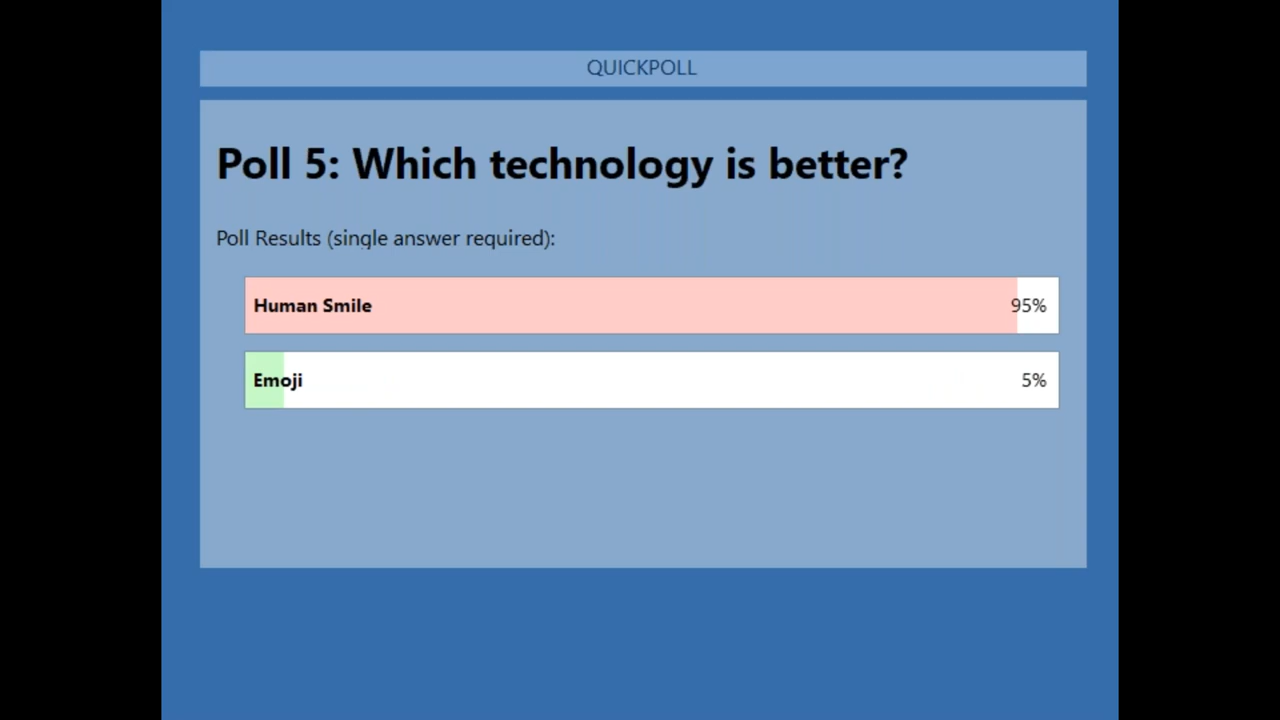 QUICKPOLL
Poll 5: Which technology is better?
Poll Results (single answer required):
Human Smile 95%
Emoji 5%